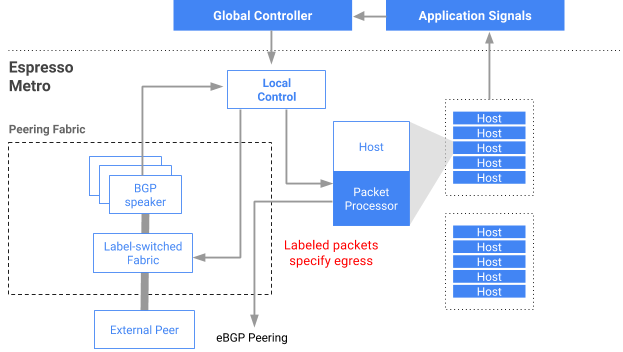 Global Controller
Application Signals
Espresso
Metro
Local
Control
Peering Fabric
Host
Host
Host
Host
Host
Host
BGP
speaker
Packet
Processor
Label-switched
Fabric
Labeled packets
specify egress
Host
Host
Host
Host
Host
External Peer
eBGP Peering